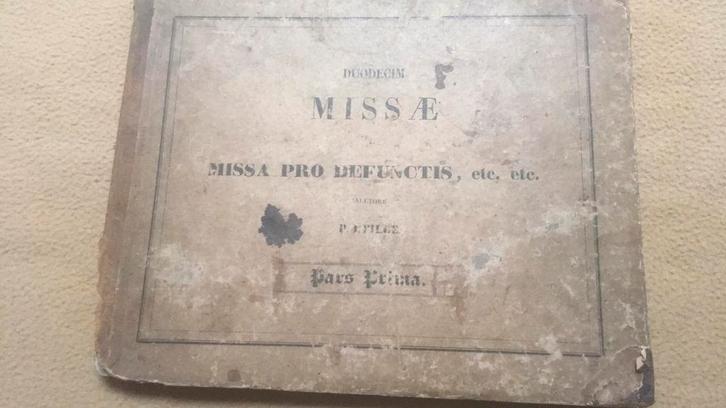 DUODECIM
MISSÆ
MISSA PRO DEFUNCTIS, etc. etc.
AUCTORE
P.
Pars Prima.